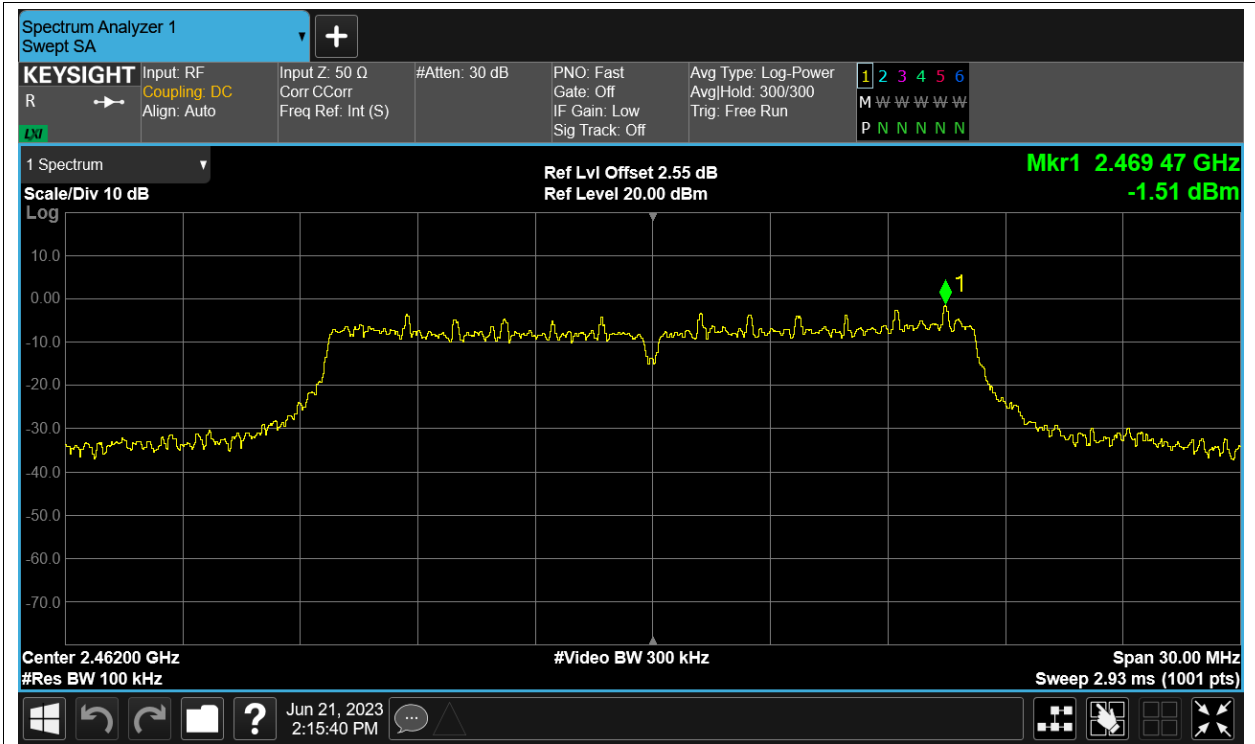 Spectrum Analyzer 1
Swept SA
KEYSIGHT
R
LXI
Input: RF
Coupling: DC
Align: Auto
Input Z: 50 Ω
Corr CCorr
Freq Ref: Int (S)
#Atten: 30 dB
PNO: Fast
Gate: Off
IF Gain: Low
Sig Track: Off
Avg Type: Log-Power
Avg|Hold: 300/300
Trig: Free Run
1 2 3 4 5 6
M W W W W W
P N N N N N
1 Spectrum
Scale/Div 10 dB
Log
Ref Lvl Offset 2.55 dB
Ref Level 20.00 dBm
Mkr1 2.469 47 GHz
-1.51 dBm
10.0
0.00
-10.0
-20.0
-30.0
-40.0
-50.0
-60.0
-70.0
1
Center 2.46200 GHz
#Res BW 100 kHz
#Video BW 300 kHz
Span 30.00 MHz
Sweep 2.93 ms (1001 pts)
?
Jun 21, 2023
2:15:40 PM